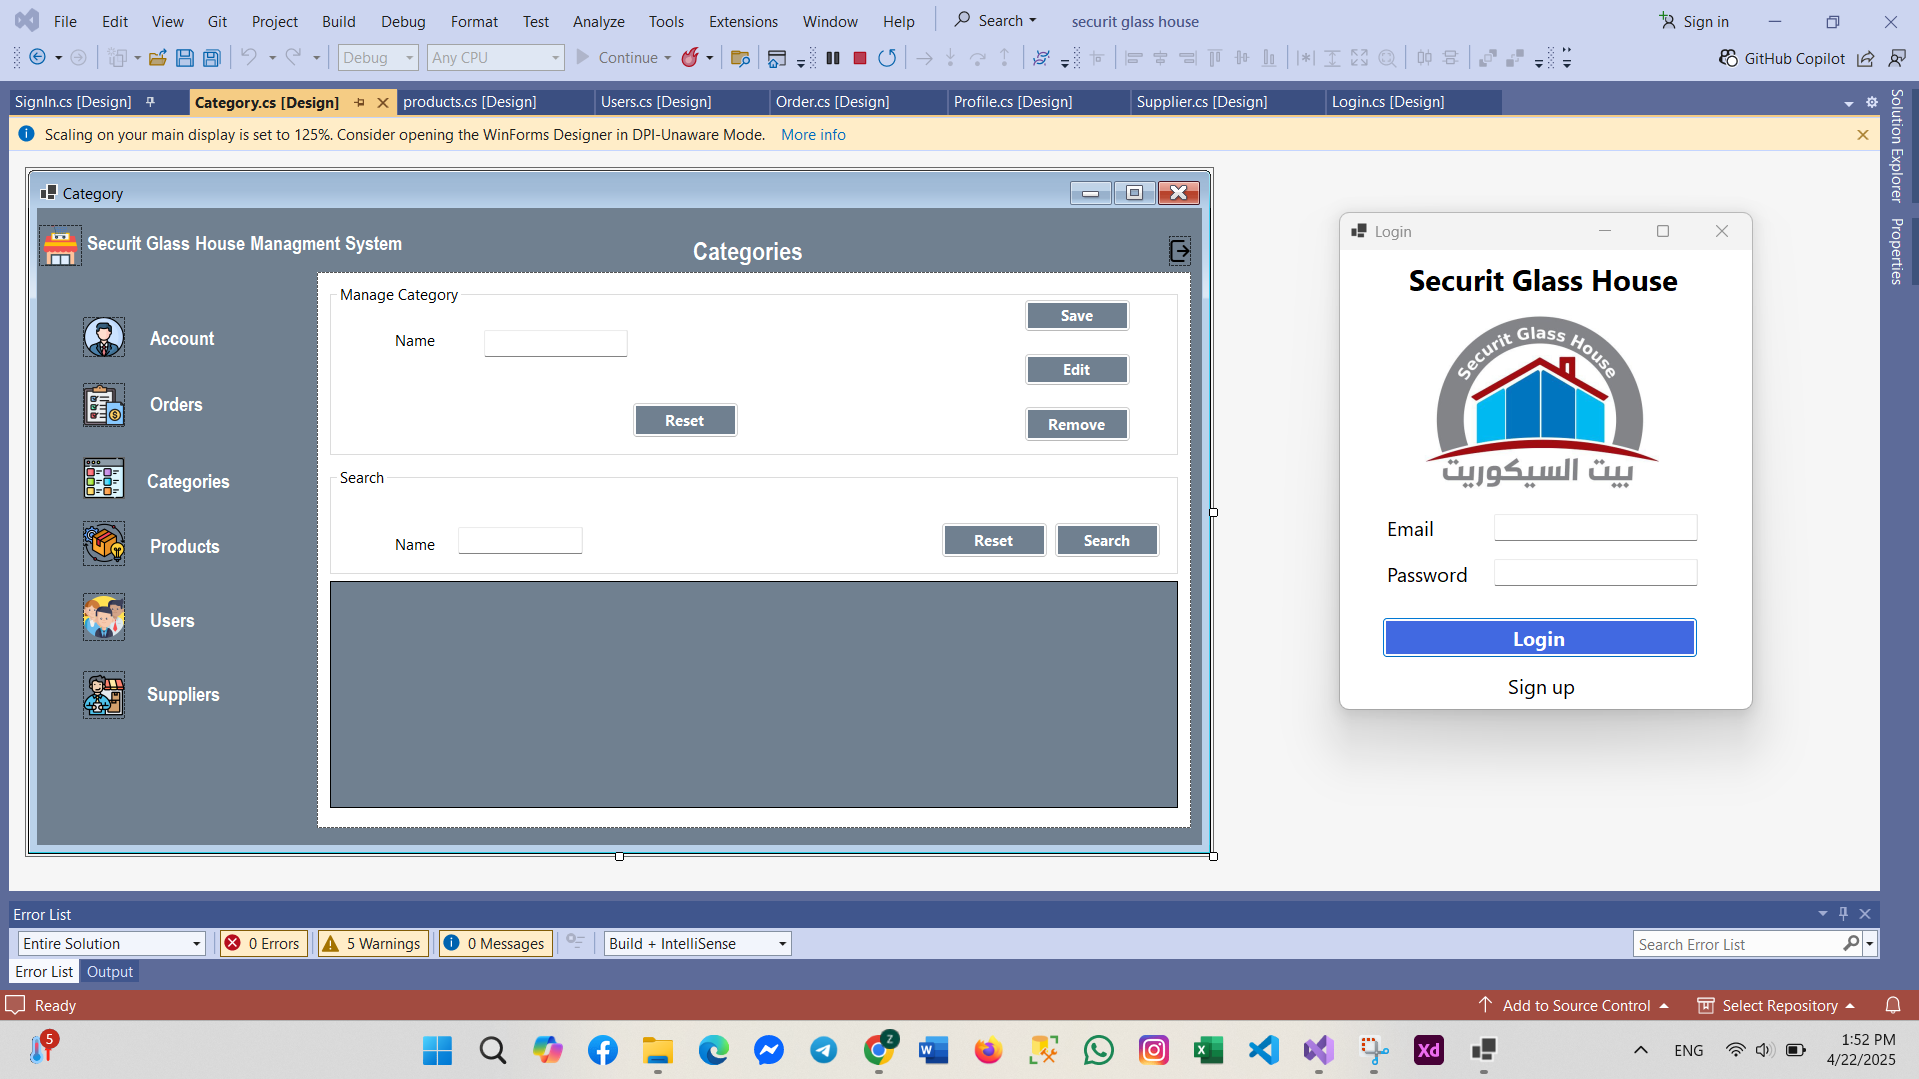 File Edit View Git Project Build Debug Format Test Analyze Tools Extensions Window Help Search securit glass house Sign in
Debug Any CPU Continue GitHub Copilot
SignIn.cs [Design] Category.cs [Design] products.cs [Design] Users.cs [Design] Order.cs [Design] Profile.cs [Design] Supplier.cs [Design] Login.cs [Design]
Scaling on your main display is set to 125%. Consider opening the WinForms Designer in DPI-Unaware Mode. More info
Solution Explorer
Properties
Category
Securit Glass House Managment System
Categories
Account
Orders
Categories
Products
Users
Suppliers
Manage Category
Name
Save
Edit
Reset
Remove
Search
Name
Reset Search
Login
Securit Glass House
Securit Glass House
بيت السيكوريت
Email
Password
Login
Sign up
Error List
Entire Solution 0 Errors 5 Warnings 0 Messages Build + IntelliSense Search Error List
Error List Output
Ready Add to Source Control Select Repository
5
Z
W
X
Xd
ENG
1:52 PM
4/22/2025